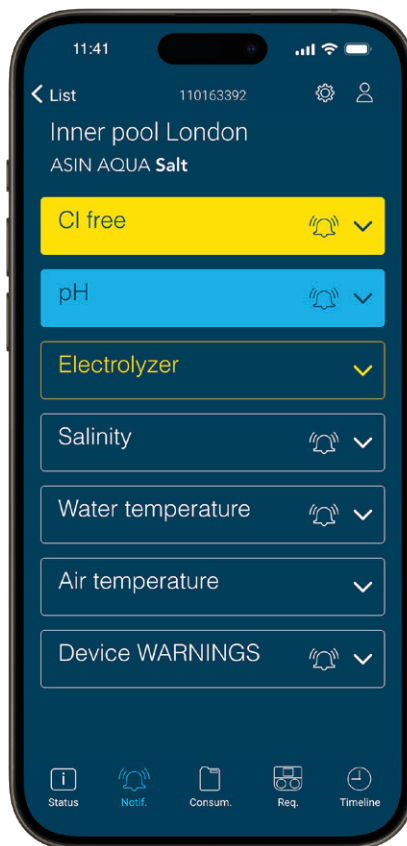 11:41
List
110163392
Inner pool London
ASIN AQUA Salt
Cl free
pH
Electrolyzer
Salinity
Water temperature
Air temperature
Device WARNINGS
Status
Notif.
Consum.
Req.
Timeline